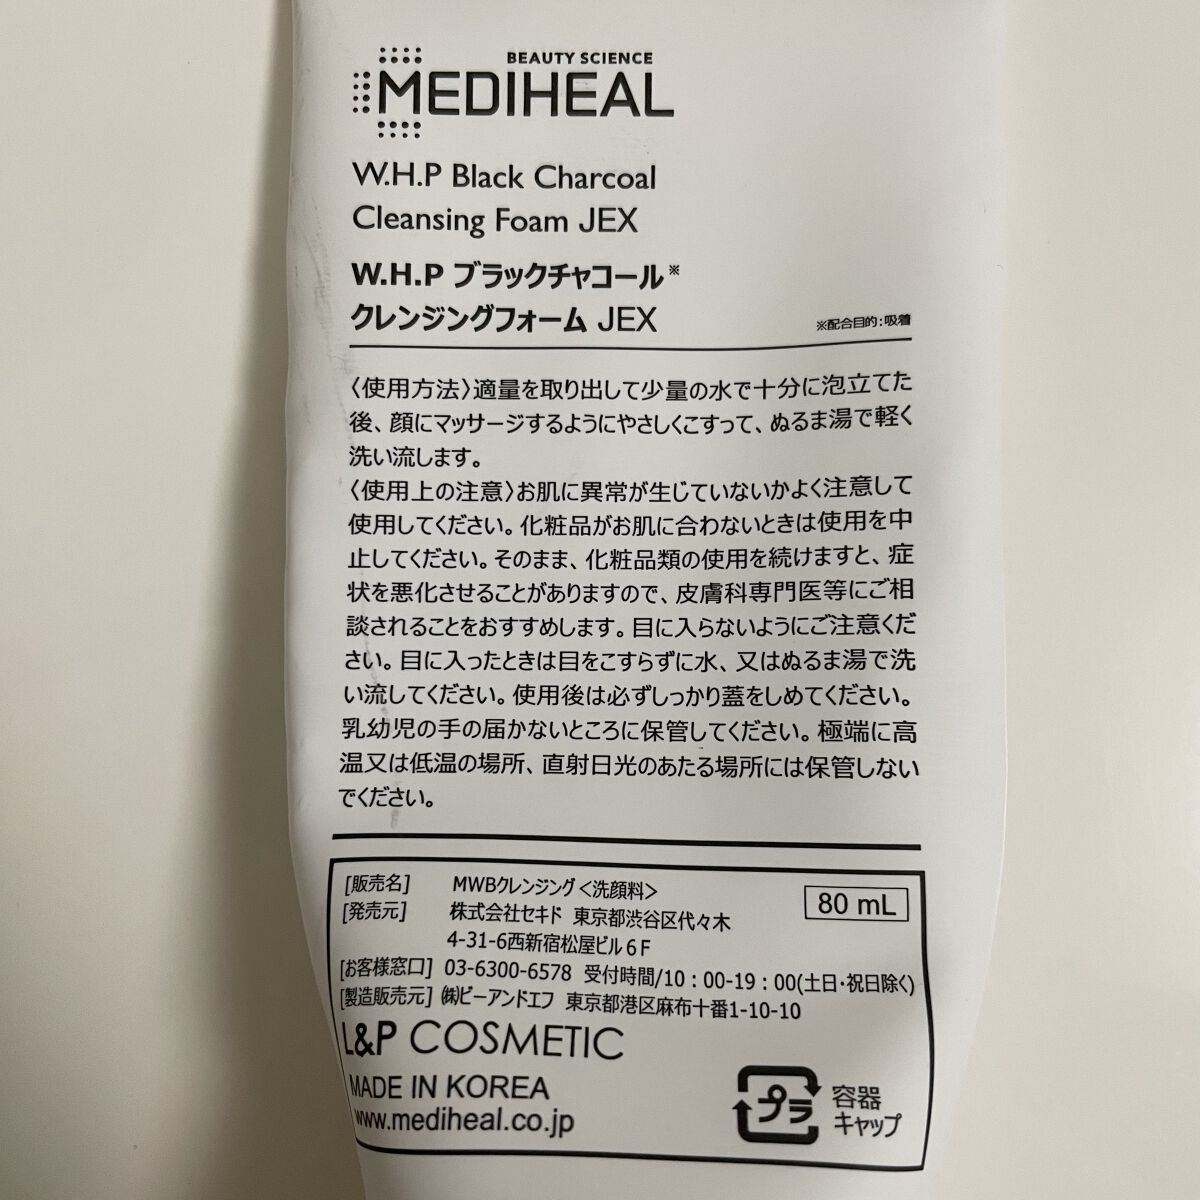 BEAUTY SCIENCE
MEDIHEAL
W.H.P Black Charcoal
Cleansing Foam JEX
W.H.P ブラックチャコール※
クレンジングフォーム JEX
※配合目的:吸着
〈使用方法〉適量を取り出して少量の水で十分に泡立てた
後、顔にマッサージするようにやさしくこすって、ぬるま湯で軽く
洗い流します。
〈使用上の注意〉お肌に異常が生じていないかよく注意して
使用してください。化粧品がお肌に合わないときは使用を中
止してください。そのまま、化粧品類の使用を続けますと、症
状を悪化させることがありますので、皮膚科専門医等にご相
談されることをおすすめします。目に入らないようにご注意くだ
さい。目に入ったときは目をこすらずに水、又はぬるま湯で洗
い流してください。使用後は必ずしっかり蓋をしめてください。
乳幼児の手の届かないところに保管してください。極端に高
温又は低温の場所、直射日光のあたる場所には保管しない
でください。
[販売名] MWBクレンジング<洗顔料>
80 mL
[発売元] 株式会社セキド 東京都渋谷区代々木
4-31-6西新宿松屋ビル6F
[お客様窓口] 03-6300-6578 受付時間/10:00-19:00(土日・祝日除く)
[製造販売元] ㈱ビーアンドエフ 東京都港区麻布十番1-10-10
L&P COSMETIC
MADE IN KOREA
www.mediheal.co.jp
プラ
容器
キャップ